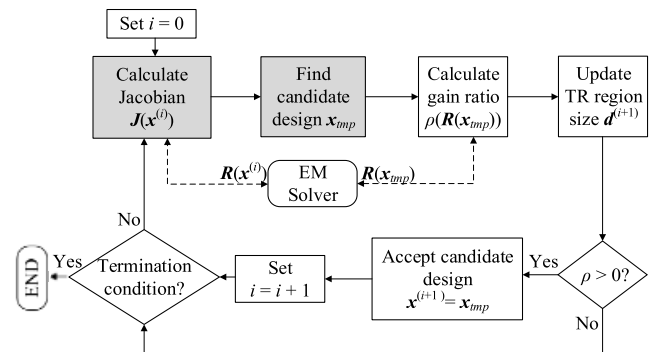 Set i = 0
Calculate
Jacobian
J(x^(i))
Find
candidate
design x_tmp
Calculate
gain ratio
ρ(R(x_tmp))
Update
TR region
size d^(i+1)
R(x^(i))
EM
Solver
R(x_tmp)
No
END
Yes
Termination
condition?
Set
i = i + 1
Accept candidate
design
x^(i+1) = x_tmp
Yes
ρ > 0?
No